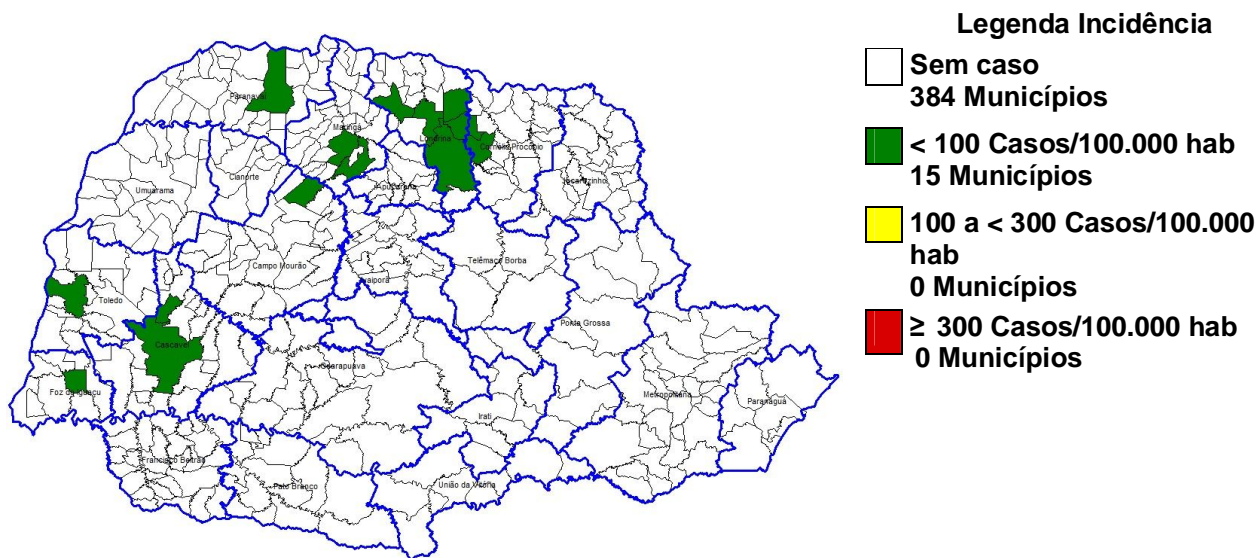 Legenda Incidência
Sem caso
384 Municípios
< 100 Casos/100.000 hab
15 Municípios
100 a < 300 Casos/100.000
hab
0 Municípios
≥ 300 Casos/100.000 hab
0 Municípios
Paranavaí
Maringá
Londrina
Cornélio Procópio
Jacarezinho
Apucarana
Umuarama
Cianorte
Campo Mourão
Ivaiporã
Telêmaco Borba
Toledo
Cascavel
Ponta Grossa
Guarapuava
Foz do Iguaçu
Metropolitana
Paranaguá
Irati
Francisco Beltrão
Pato Branco
União da Vitória